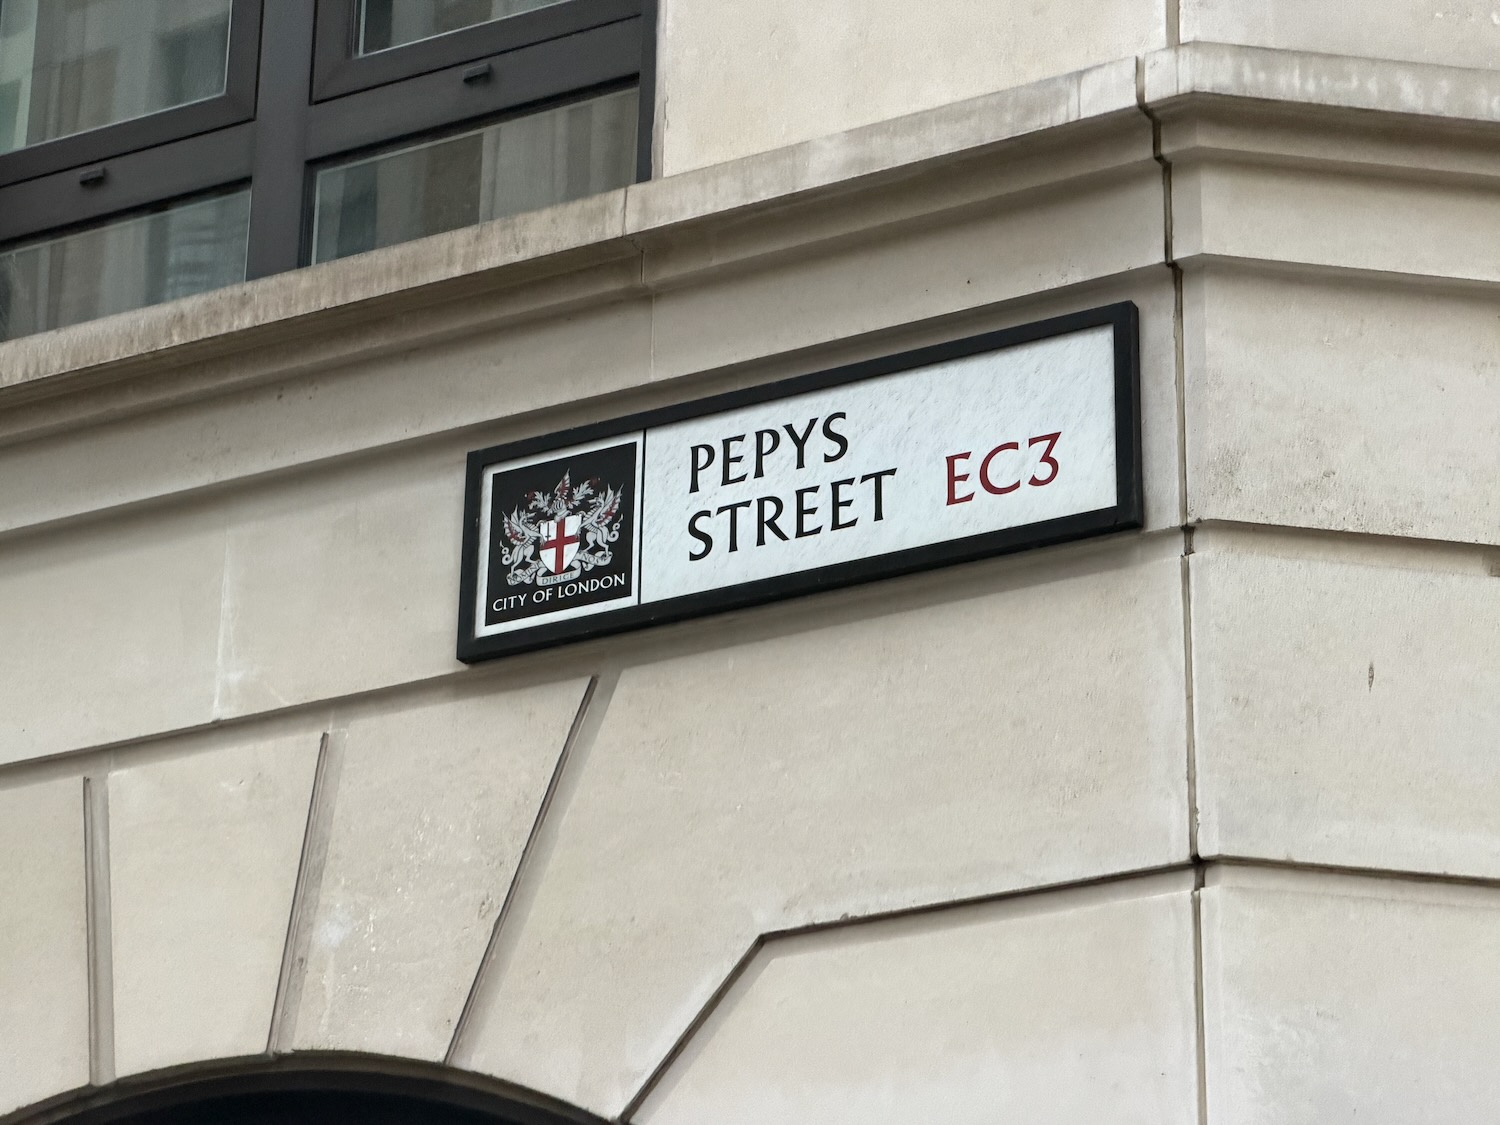 PEPYS
STREET EC3
DIRIGE
CITY OF LONDON